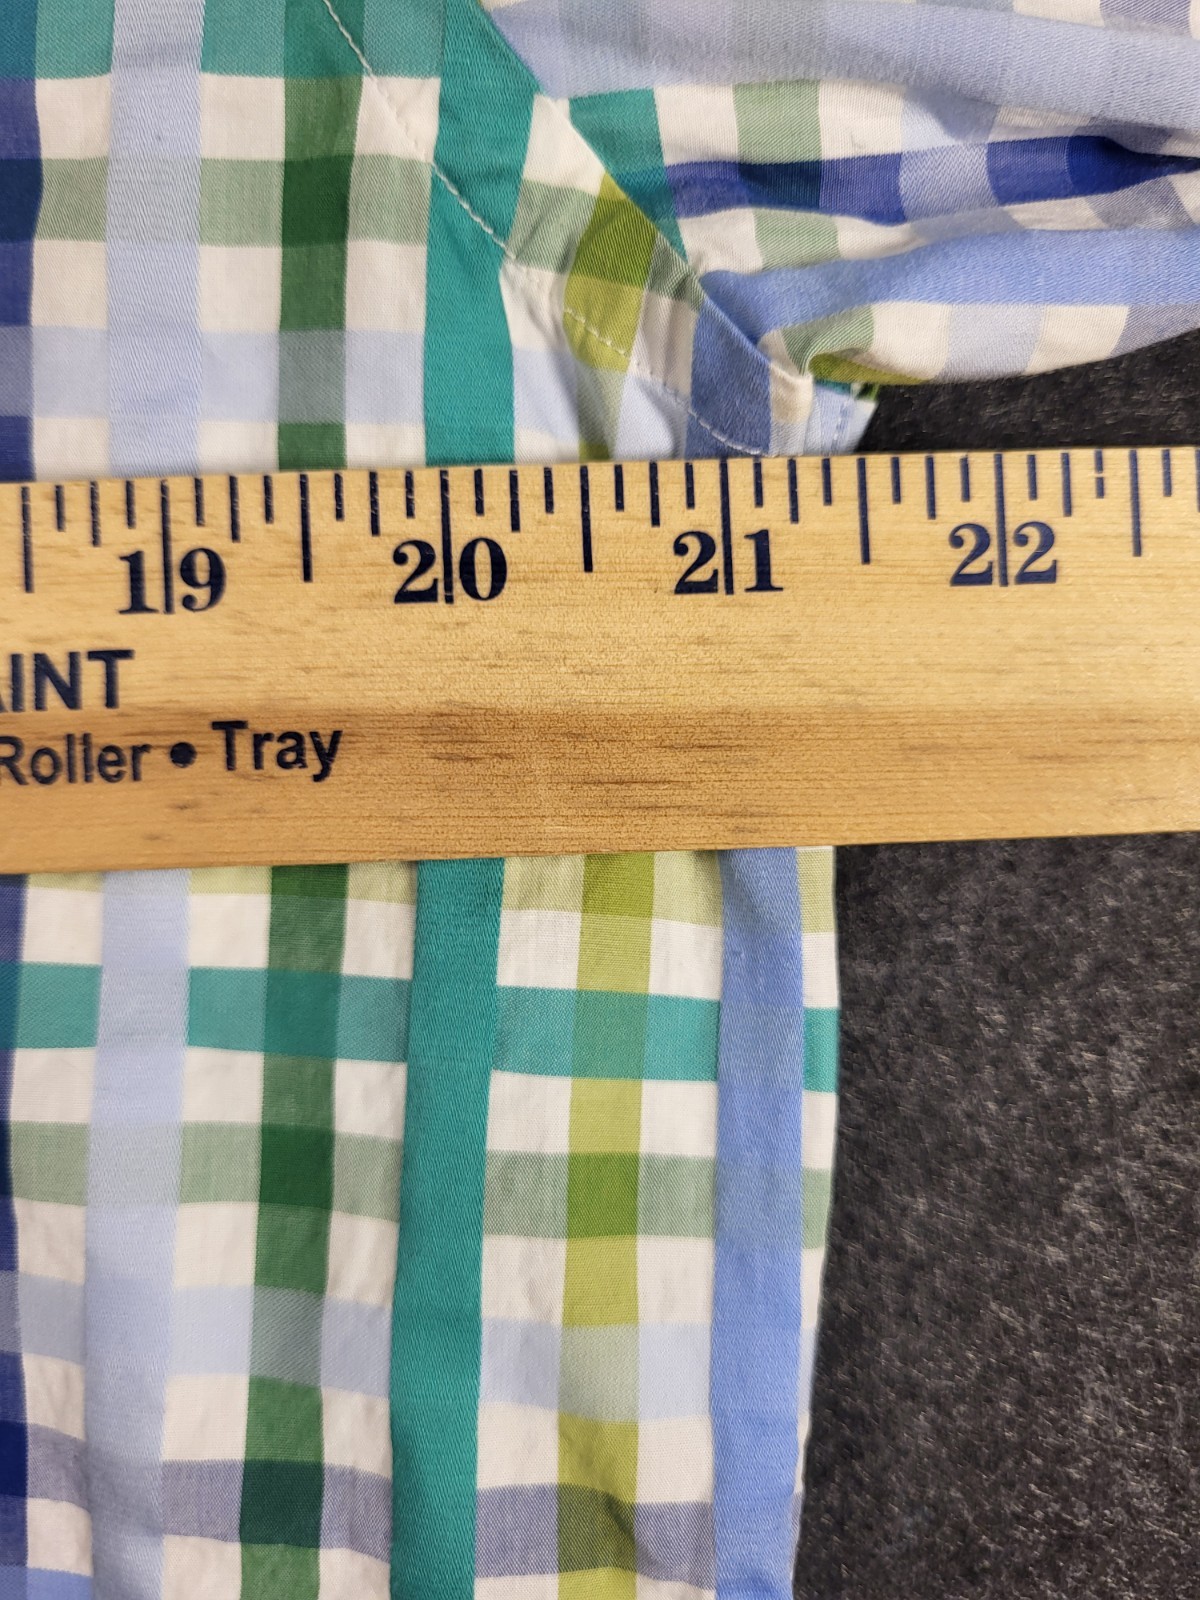 19 20 21 22
AINT
Roller • Tray